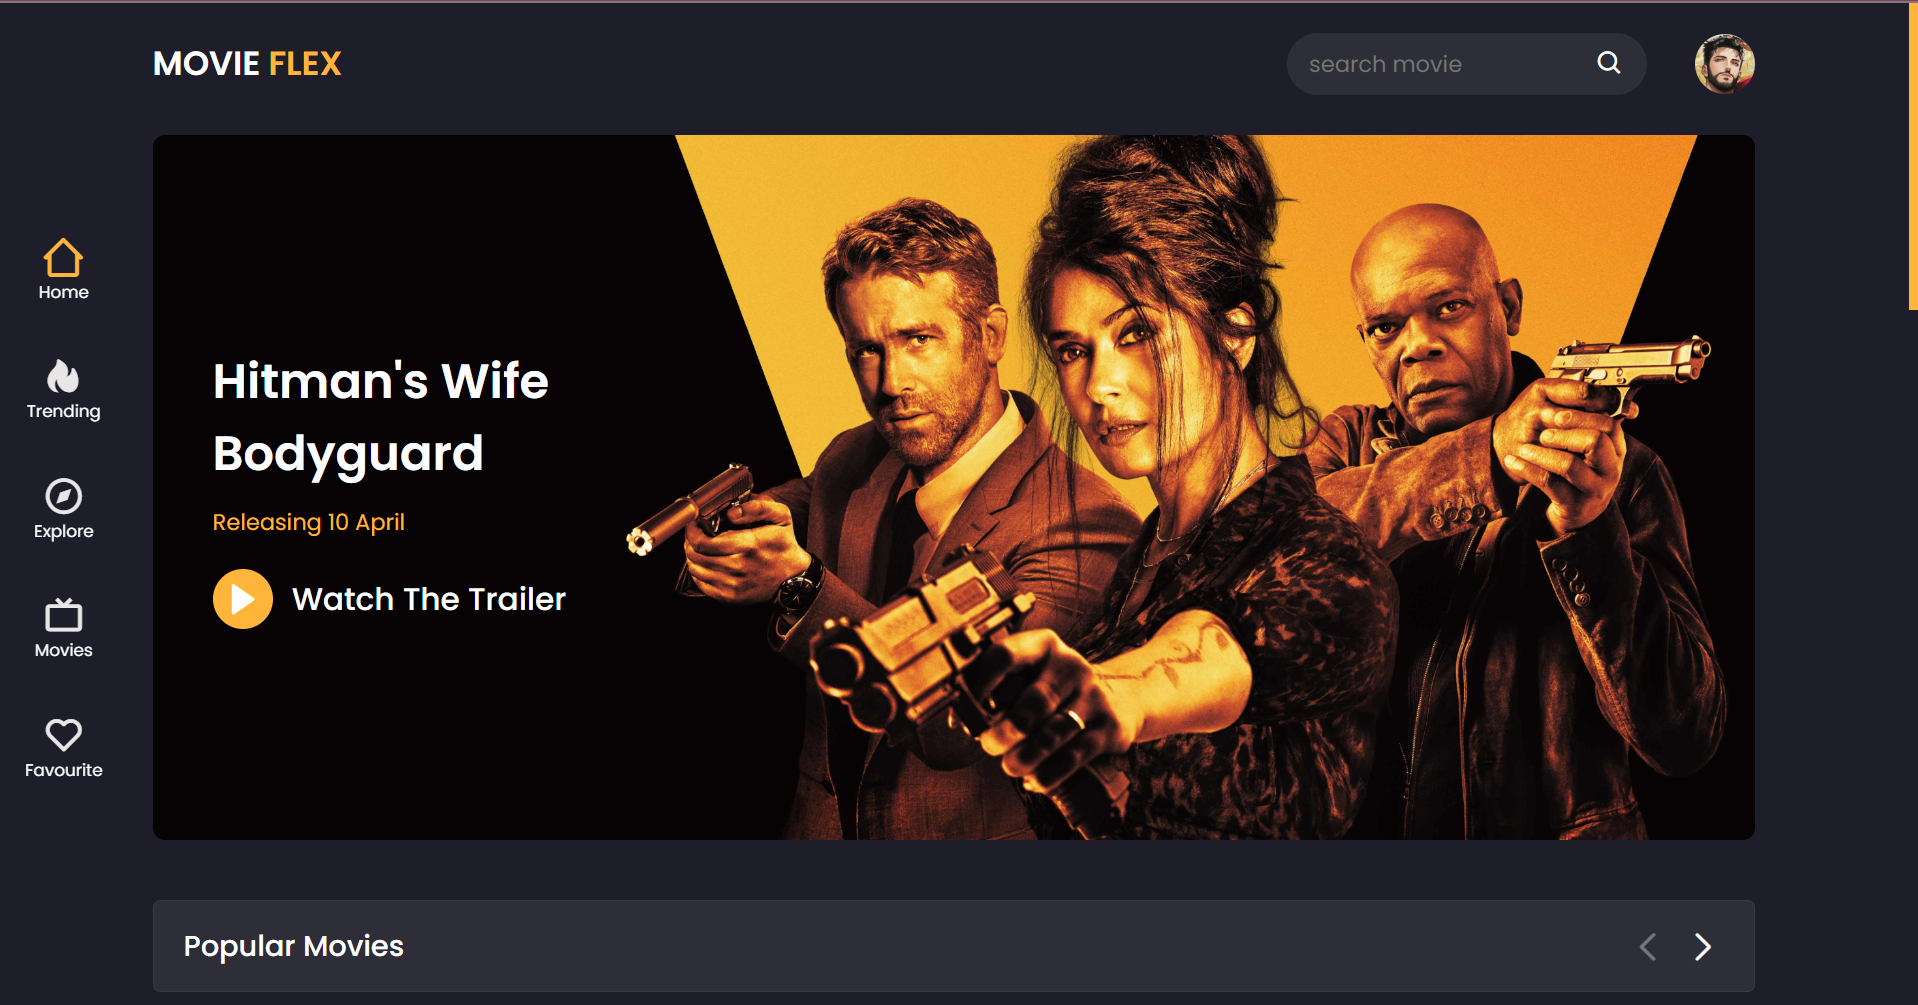 MOVIE FLEX
search movie
Home
Trending
Explore
Movies
Favourite
Hitman's Wife
Bodyguard
Releasing 10 April
Watch The Trailer
Popular Movies